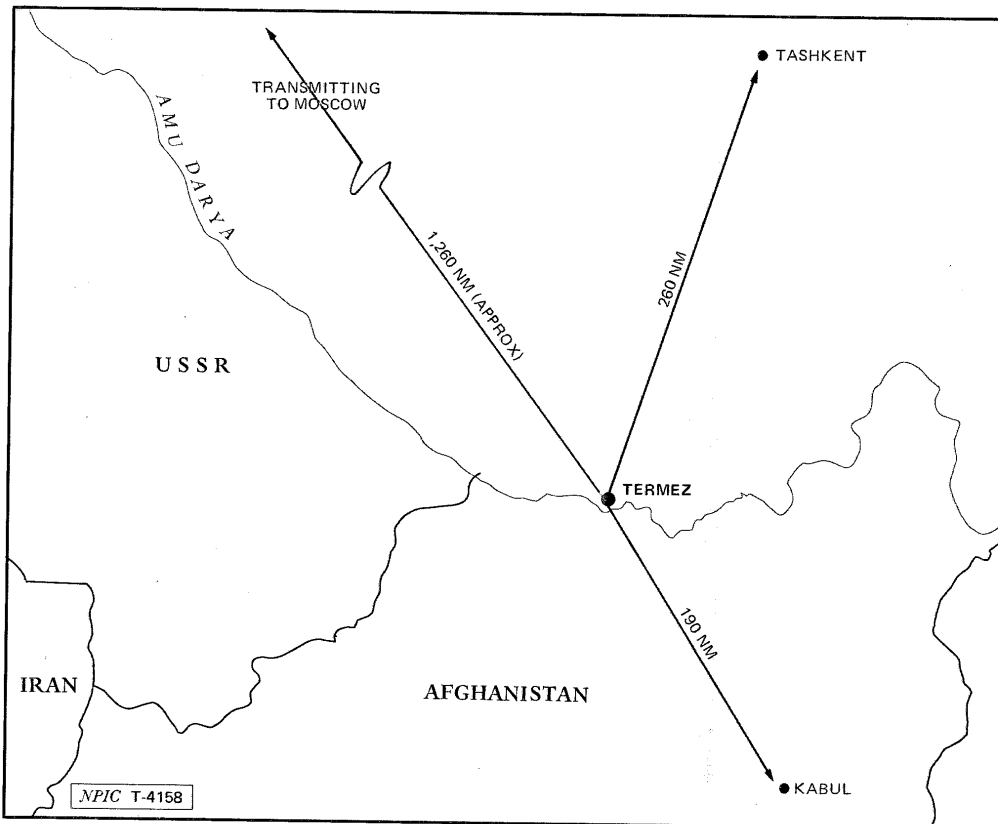 TASHKENT
TRANSMITTING
TO MOSCOW
AMU DARYA
1,260 NM (APPROX)
260 NM
USSR
TERMEZ
190 NM
IRAN
AFGHANISTAN
NPIC T-4158
KABUL